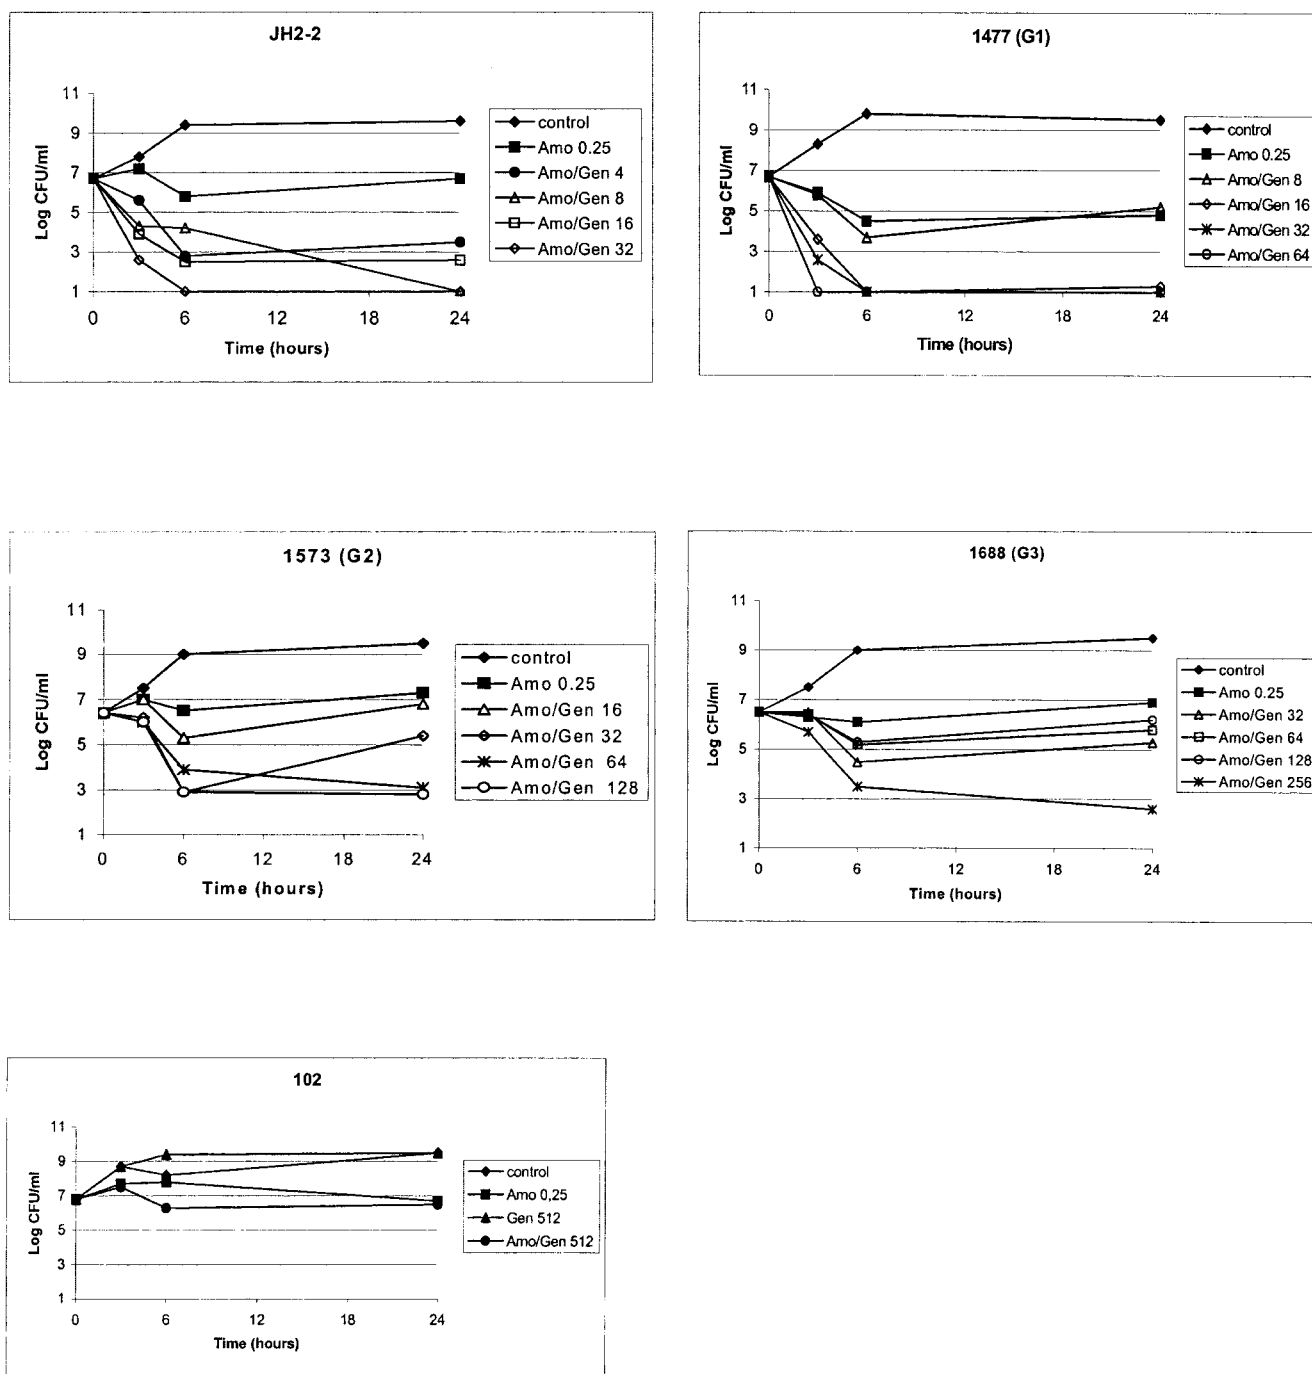 JH2-2
11
9
7
5
3
1
0 6 12 18 24
Log CFU/ml
Time (hours)
control
Amo 0.25
Amo/Gen 4
Amo/Gen 8
Amo/Gen 16
Amo/Gen 32
1477 (G1)
11
9
7
5
3
1
0 6 12 18 24
Log CFU/ml
Time (hours)
control
Amo 0.25
Amo/Gen 8
Amo/Gen 16
Amo/Gen 32
Amo/Gen 64
1573 (G2)
11
9
7
5
3
1
0 6 12 18 24
Log CFU/ml
Time (hours)
control
Amo 0.25
Amo/Gen 16
Amo/Gen 32
Amo/Gen 64
Amo/Gen 128
1688 (G3)
11
9
7
5
3
1
0 6 12 18 24
Log CFU/ml
Time (hours)
control
Amo 0.25
Amo/Gen 32
Amo/Gen 64
Amo/Gen 128
Amo/Gen 256
102
11
9
7
5
3
1
0 6 12 18 24
Log CFU/ml
Time (hours)
control
Amo 0,25
Gen 512
Amo/Gen 512